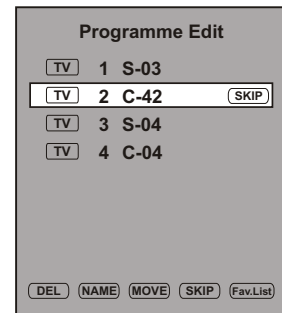 Programme Edit
TV 1 S-03
TV 2 C-42 SKIP
TV 3 S-04
TV 4 C-04
DEL NAME MOVE SKIP Fav.List